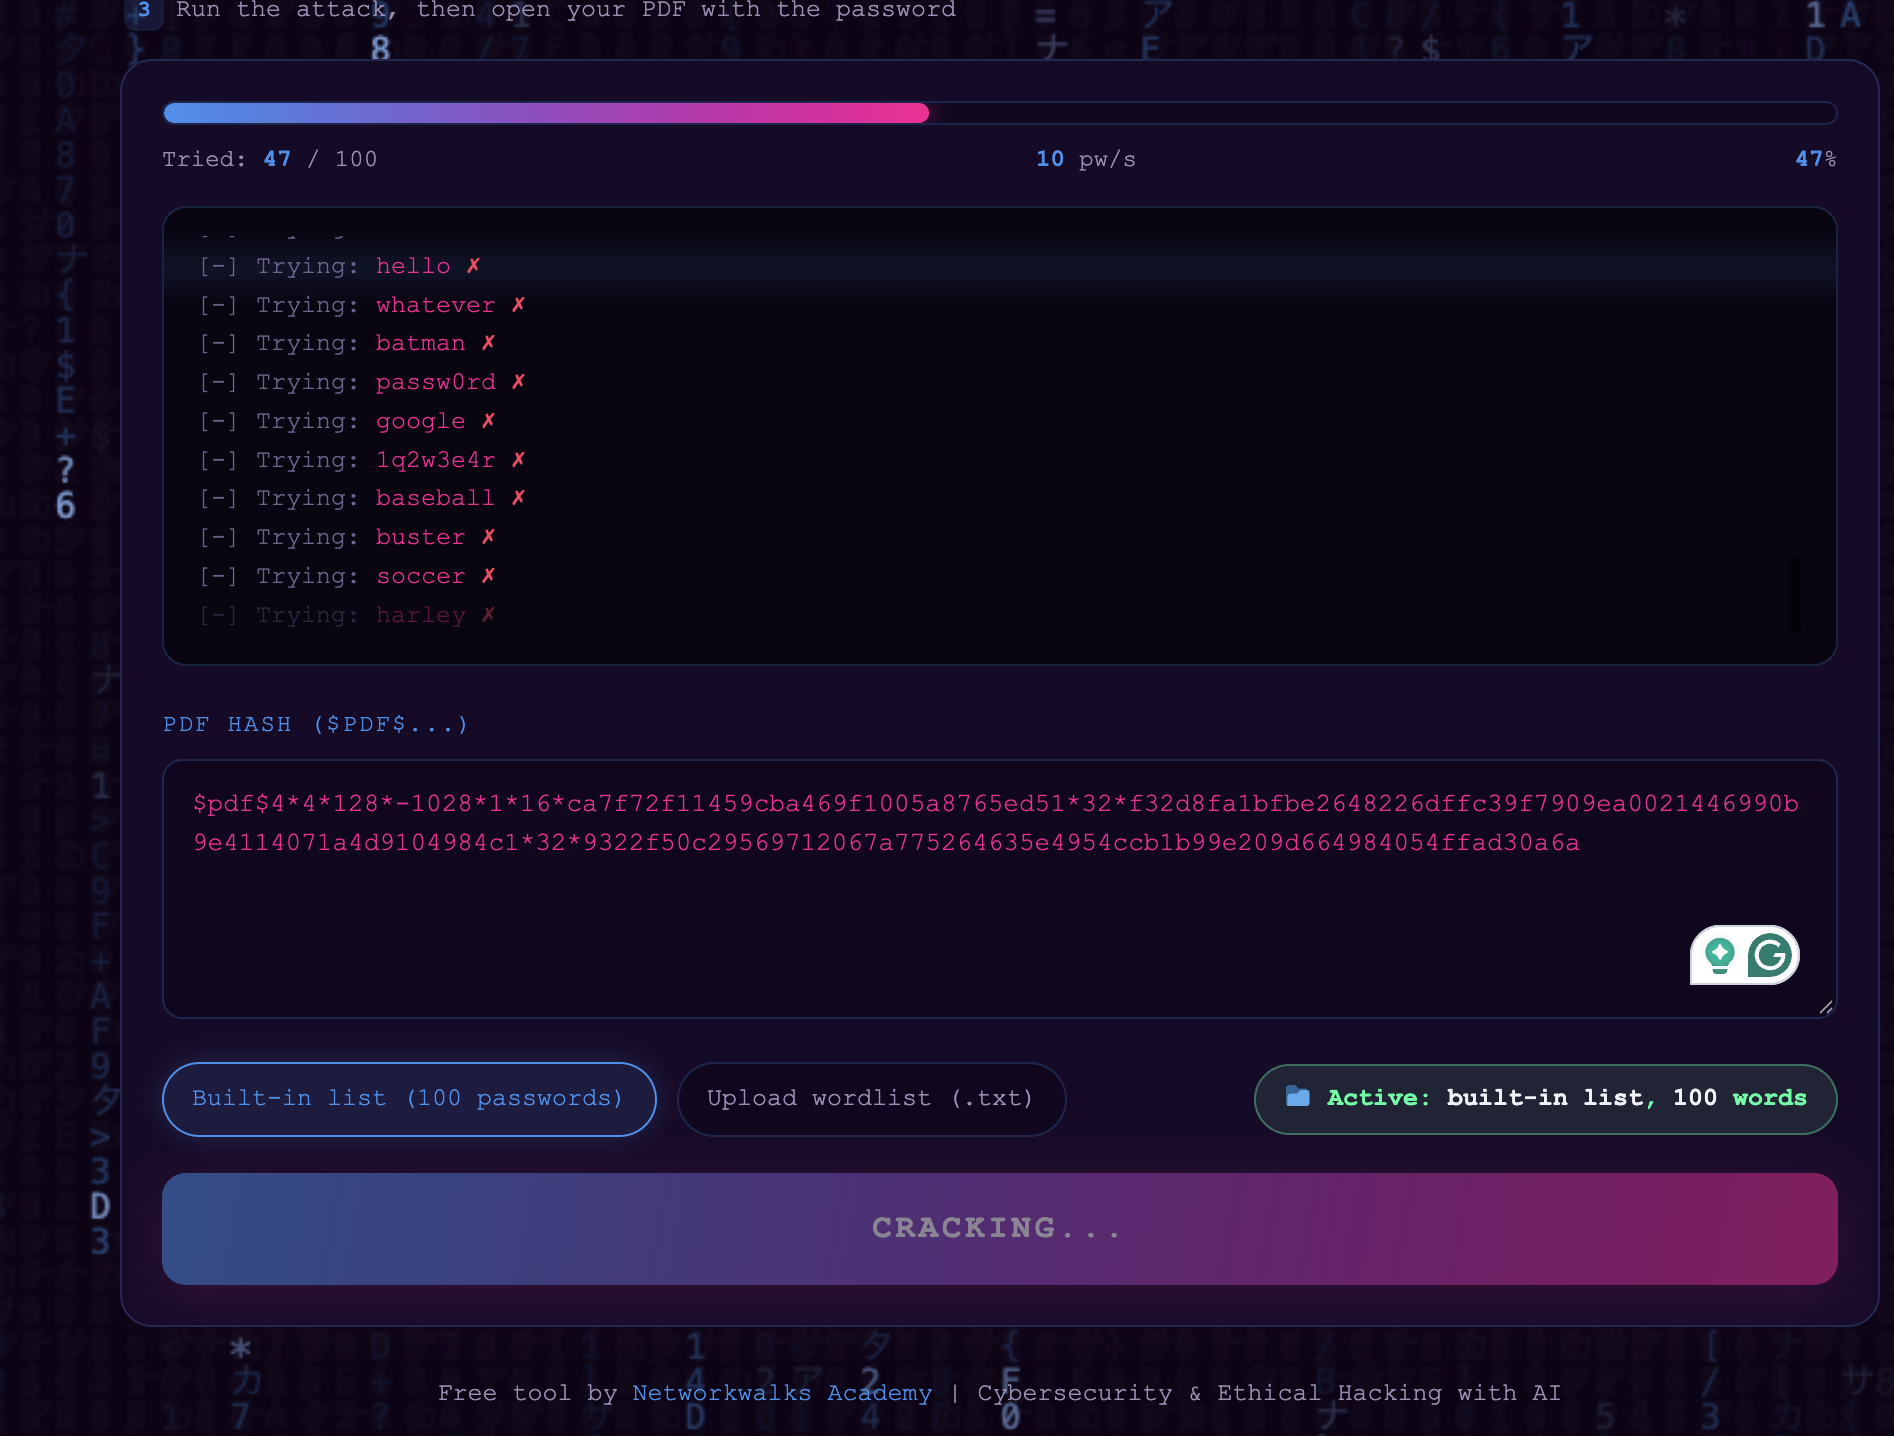 3 Run the attack, then open your PDF with the password
Tried: 47 / 100
10 pw/s
47%
[-] Trying: hello ✗
[-] Trying: whatever ✗
[-] Trying: batman ✗
[-] Trying: passw0rd ✗
[-] Trying: google ✗
[-] Trying: 1q2w3e4r ✗
[-] Trying: baseball ✗
[-] Trying: buster ✗
[-] Trying: soccer ✗
[-] Trying: harley ✗
PDF HASH ($PDF$...)
$pdf$4*4*128*-1028*1*16*ca7f72f11459cba469f1005a8765ed51*32*f32d8fa1bfbe2648226dffc39f7909ea0021446990b
9e4114071a4d9104984c1*32*9322f50c29569712067a775264635e4954ccb1b99e209d664984054ffad30a6a
Built-in list (100 passwords)
Upload wordlist (.txt)
Active: built-in list, 100 words
CRACKING...
Free tool by Networkwalks Academy | Cybersecurity & Ethical Hacking with AI